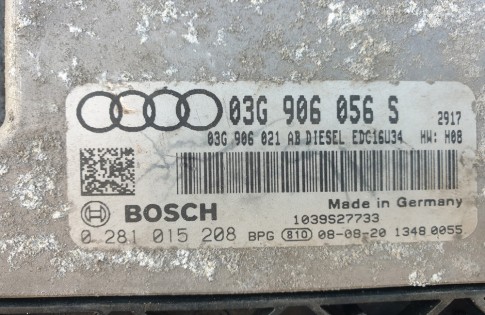 03G 906 056 S 2917
03G 906 021 AB DIESEL EDC16U34 HW: H08
Made in Germany
BOSCH 1039S27733
0 281 015 208 BPG 810 08-08-20 1348 0055